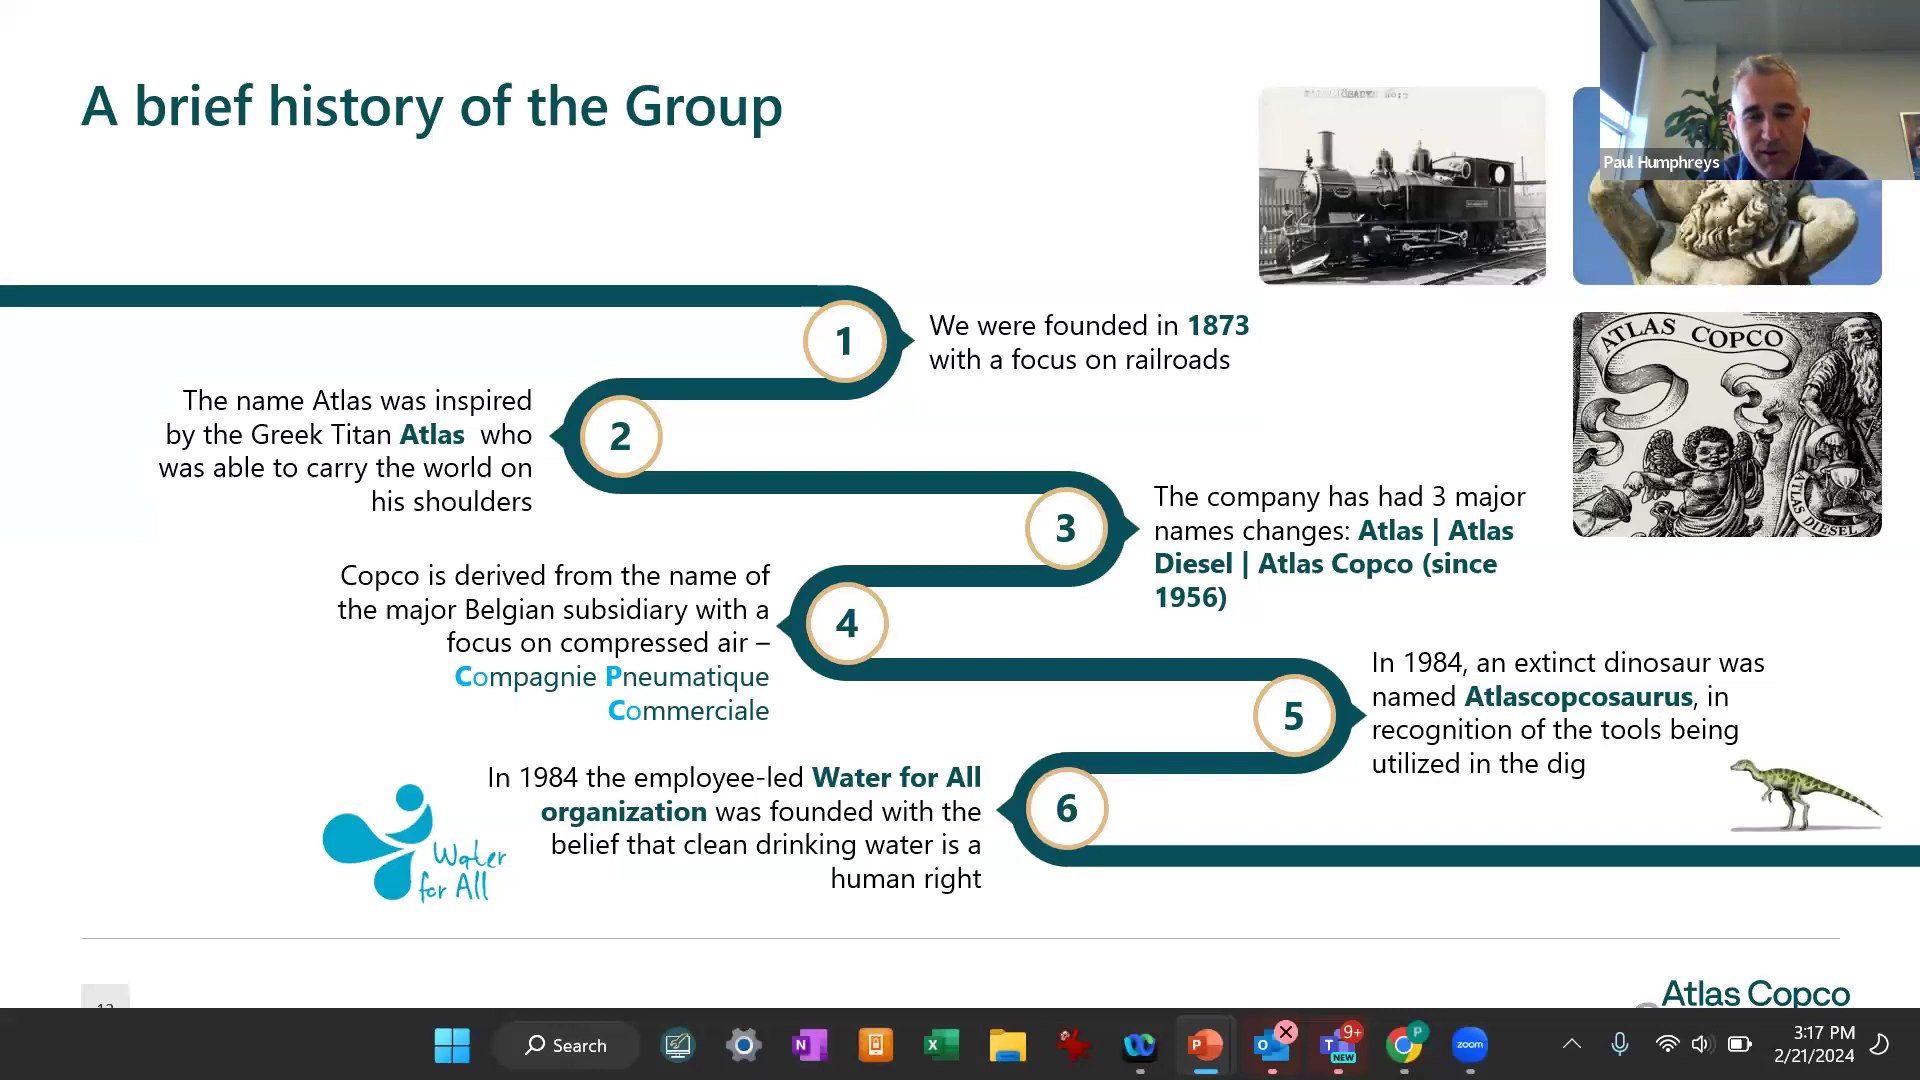 A brief history of the Group
Paul Humphreys
1
We were founded in 1873
with a focus on railroads
The name Atlas was inspired
by the Greek Titan Atlas who
was able to carry the world on
his shoulders
2
ATLAS COPCO
ATLAS DIESEL
3
The company has had 3 major
names changes: Atlas | Atlas
Diesel | Atlas Copco (since
1956)
Copco is derived from the name of
the major Belgian subsidiary with a
focus on compressed air –
Compagnie Pneumatique
Commerciale
4
5
In 1984, an extinct dinosaur was
named Atlascopcosaurus, in
recognition of the tools being
utilized in the dig
In 1984 the employee-led Water for All
organization was founded with the
belief that clean drinking water is a
human right
6
Water
for All
Atlas Copco
Search
N
X
P
O
T
NEW
9+
P
zoom
3:17 PM
2/21/2024